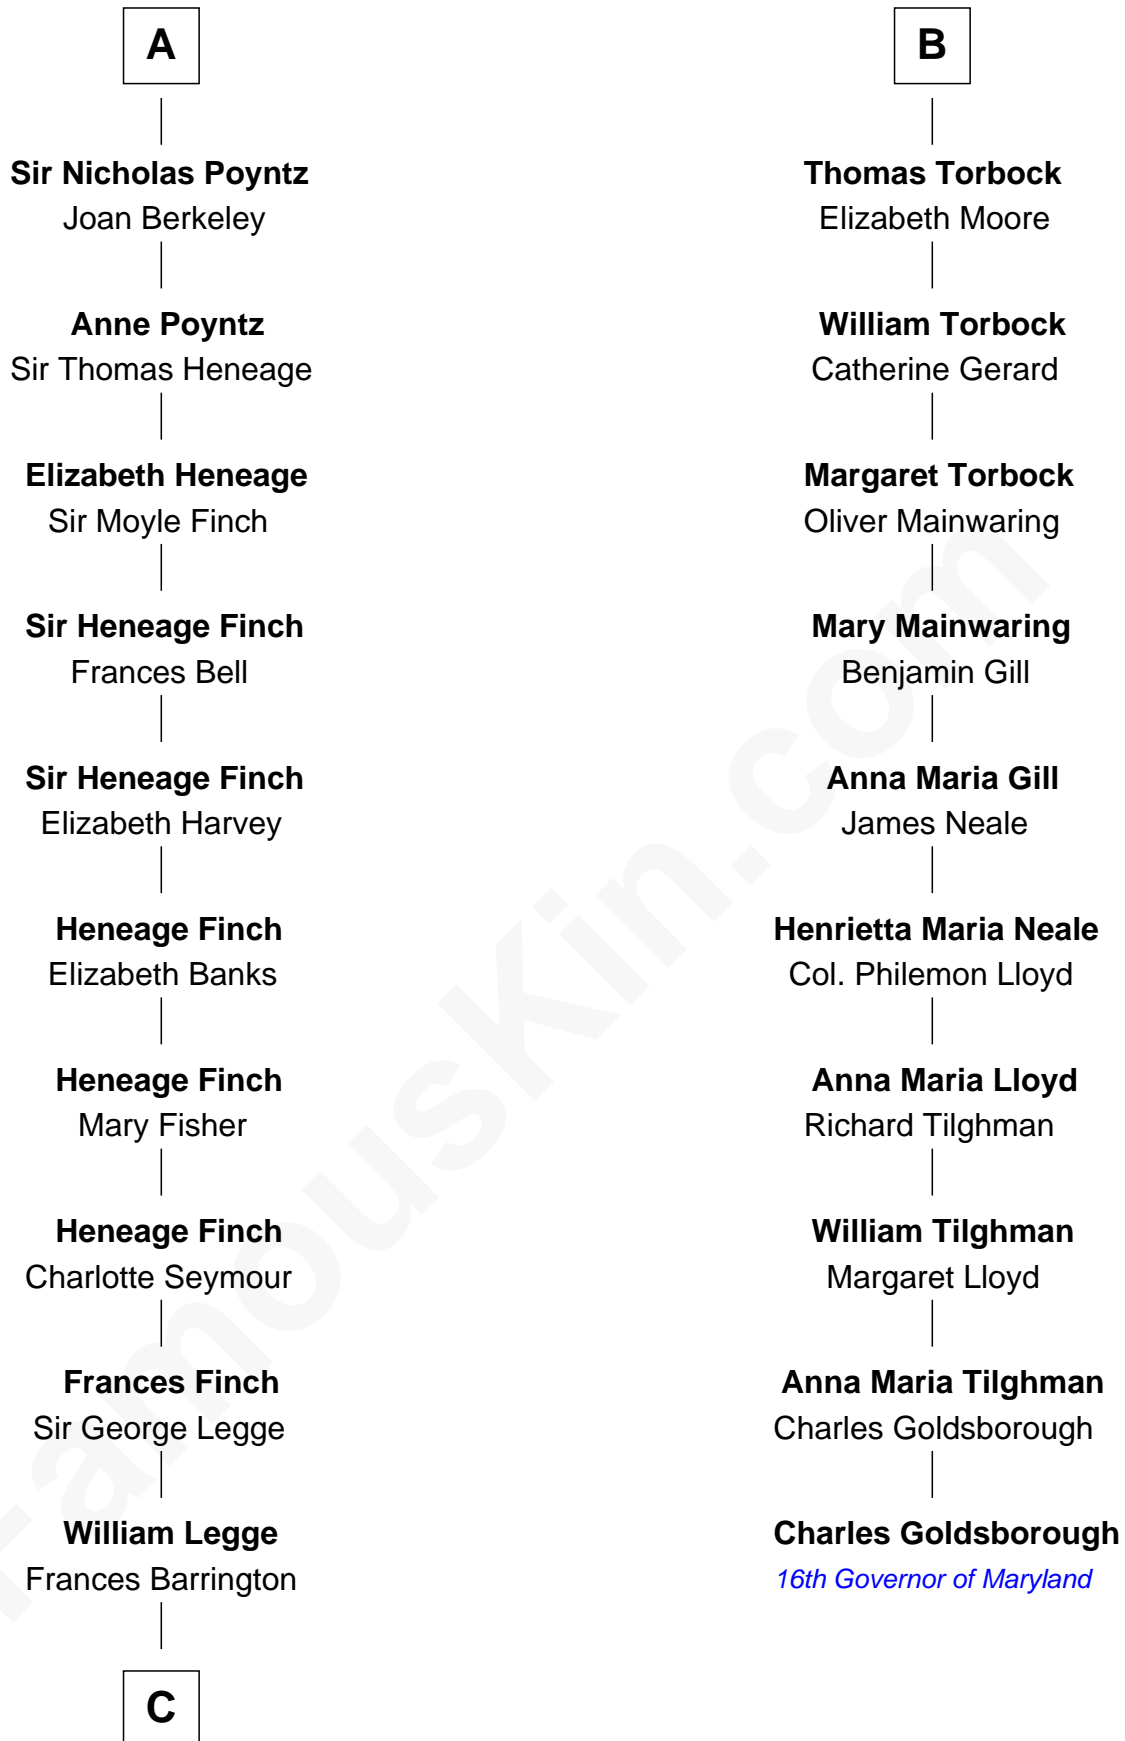 A
Sir Nicholas Poyntz
Joan Berkeley
Anne Poyntz
Sir Thomas Heneage
Elizabeth Heneage
Sir Moyle Finch
Sir Heneage Finch
Frances Bell
Sir Heneage Finch
Elizabeth Harvey
Heneage Finch
Elizabeth Banks
Heneage Finch
Mary Fisher
Heneage Finch
Charlotte Seymour
Frances Finch
Sir George Legge
William Legge
Frances Barrington
C
B
Thomas Torbock
Elizabeth Moore
William Torbock
Catherine Gerard
Margaret Torbock
Oliver Mainwaring
Mary Mainwaring
Benjamin Gill
Anna Maria Gill
James Neale
Henrietta Maria Neale
Col. Philemon Lloyd
Anna Maria Lloyd
Richard Tilghman
William Tilghman
Margaret Lloyd
Anna Maria Tilghman
Charles Goldsborough
Charles Goldsborough
16th Governor of Maryland
FamousKin.com